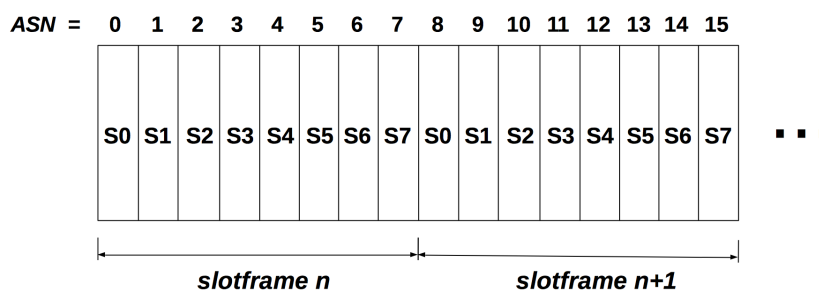 ASN = 0 1 2 3 4 5 6 7 8 9 10 11 12 13 14 15
S0 S1 S2 S3 S4 S5 S6 S7 S0 S1 S2 S3 S4 S5 S6 S7 ..
slotframe n slotframe n+1